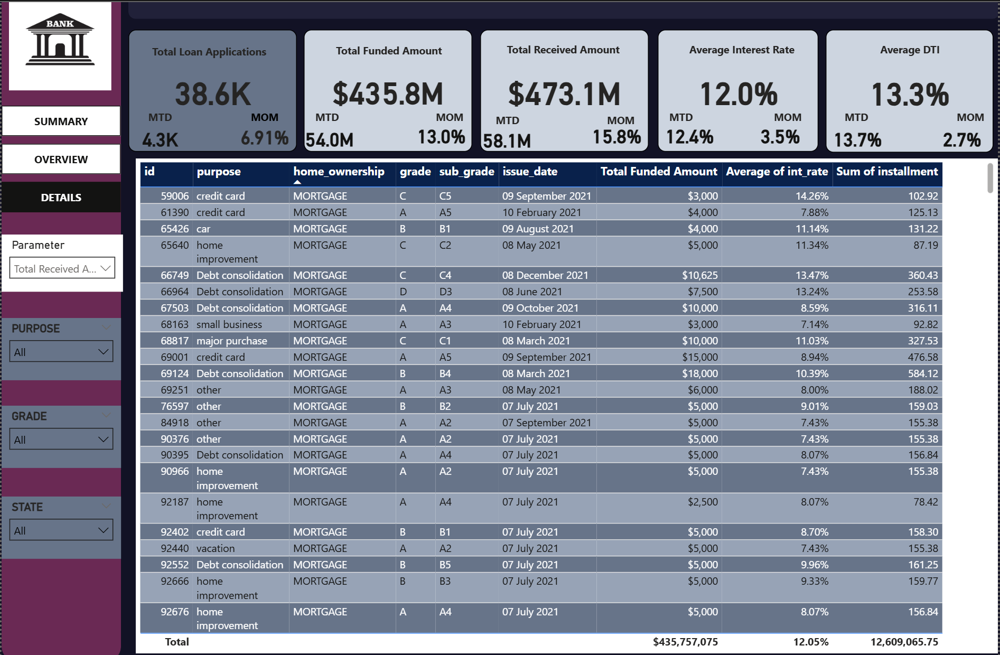 BANK
SUMMARY
OVERVIEW
DETAILS
Parameter
Total Received A...
PURPOSE
All
GRADE
All
STATE
All
Total Loan Applications
38.6K
MTD MOM
4.3K 6.91%
Total Funded Amount
$435.8M
MTD MOM
54.0M 13.0%
Total Received Amount
$473.1M
MTD MOM
58.1M 15.8%
Average Interest Rate
12.0%
MTD MOM
12.4% 3.5%
Average DTI
13.3%
MTD MOM
13.7% 2.7%
id purpose home_ownership grade sub_grade issue_date Total Funded Amount Average of int_rate Sum of installment
59006 credit card MORTGAGE C C5 09 September 2021 $3,000 14.26% 102.92
61390 credit card MORTGAGE A A5 10 February 2021 $4,000 7.88% 125.13
65426 car MORTGAGE B B1 09 August 2021 $4,000 11.14% 131.22
65640 home MORTGAGE C C2 08 May 2021 $5,000 11.34% 87.19
improvement
66749 Debt consolidation MORTGAGE C C4 08 December 2021 $10,625 13.47% 360.43
66964 Debt consolidation MORTGAGE D D3 08 June 2021 $7,500 13.24% 253.58
67503 Debt consolidation MORTGAGE A A4 09 October 2021 $10,000 8.59% 316.11
68163 small business MORTGAGE A A3 10 February 2021 $3,000 7.14% 92.82
68817 major purchase MORTGAGE C C1 08 March 2021 $10,000 11.03% 327.53
69001 credit card MORTGAGE A A5 09 September 2021 $15,000 8.94% 476.58
69124 Debt consolidation MORTGAGE B B4 08 March 2021 $18,000 10.39% 584.12
69251 other MORTGAGE A A3 08 May 2021 $6,000 8.00% 188.02
76597 other MORTGAGE B B2 07 July 2021 $5,000 9.01% 159.03
84918 other MORTGAGE A A2 07 September 2021 $5,000 7.43% 155.38
90376 other MORTGAGE A A2 07 July 2021 $5,000 7.43% 155.38
90395 Debt consolidation MORTGAGE A A4 07 July 2021 $5,000 8.07% 156.84
90966 home MORTGAGE A A2 07 July 2021 $5,000 7.43% 155.38
improvement
92187 home MORTGAGE A A4 07 July 2021 $2,500 8.07% 78.42
improvement
92402 credit card MORTGAGE B B1 07 July 2021 $5,000 8.70% 158.30
92440 vacation MORTGAGE A A2 07 July 2021 $5,000 7.43% 155.38
92552 Debt consolidation MORTGAGE B B5 07 July 2021 $5,000 9.96% 161.25
92666 home MORTGAGE B B3 07 July 2021 $5,000 9.33% 159.77
improvement
92676 home MORTGAGE A A4 07 July 2021 $5,000 8.07% 156.84
improvement
Total $435,757,075 12.05% 12,609,065.75